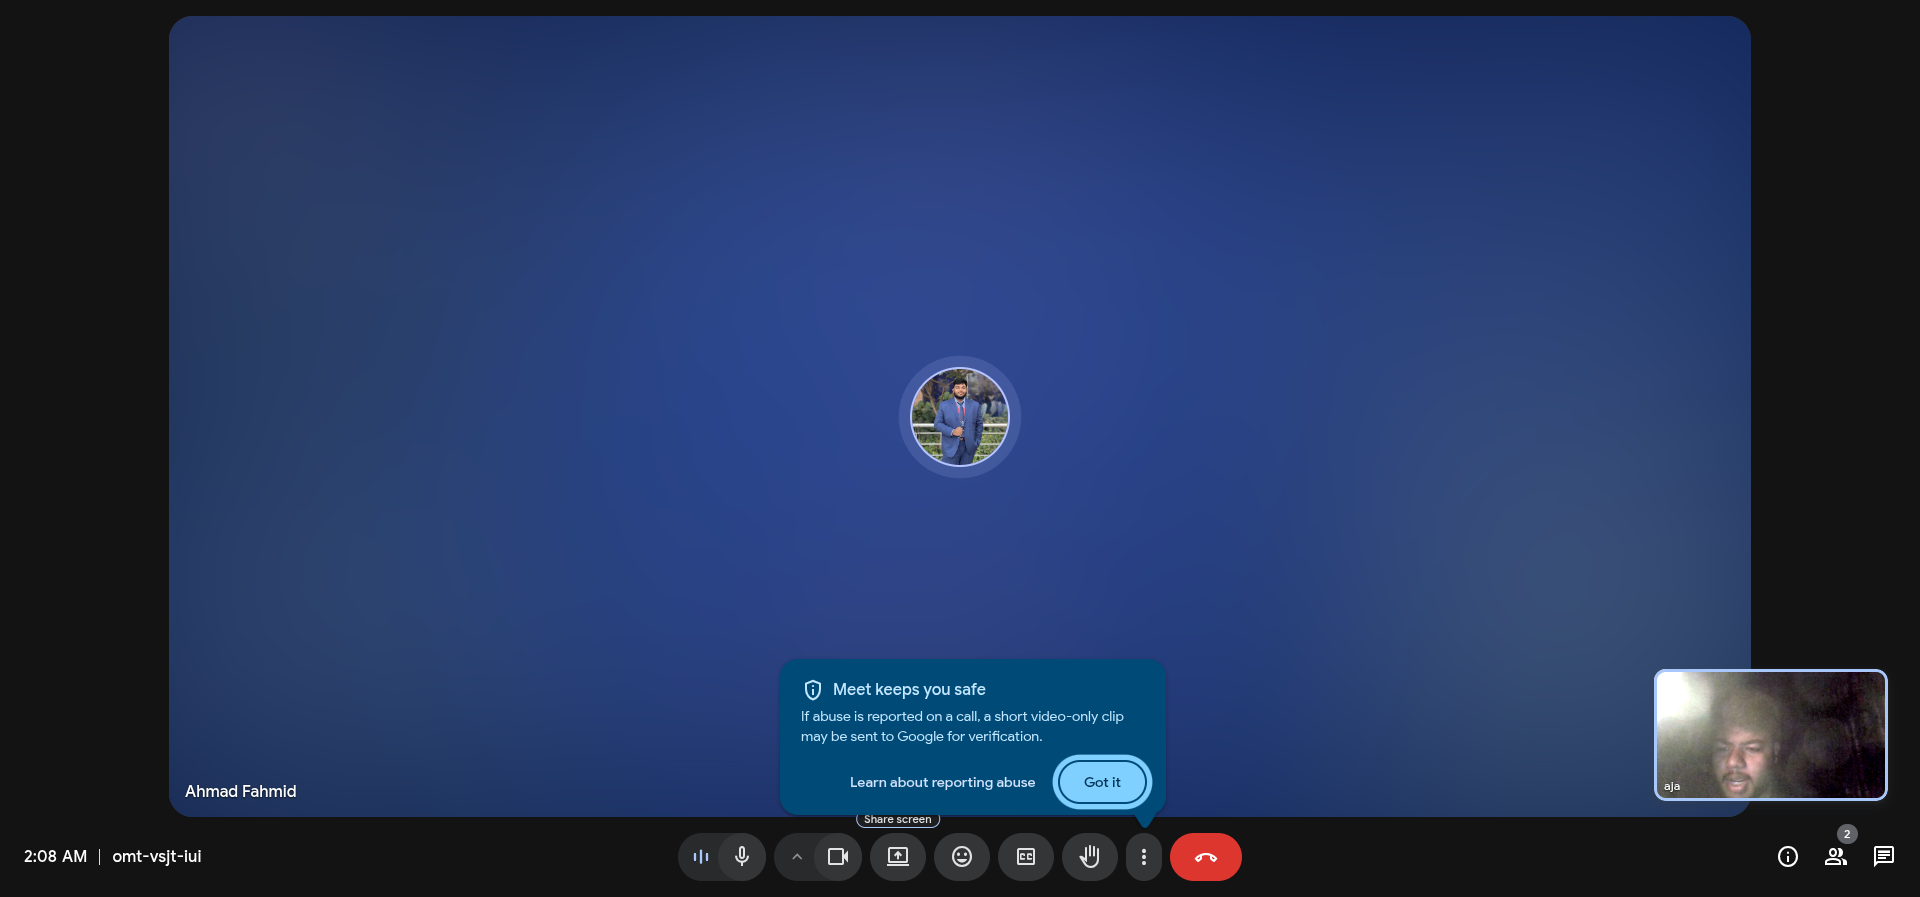 Ahmad Fahmid
Meet keeps you safe
If abuse is reported on a call, a short video-only clip
may be sent to Google for verification.
Learn about reporting abuse
Got it
aja
Share screen
2:08 AM
omt-vsjt-iui
CC
2